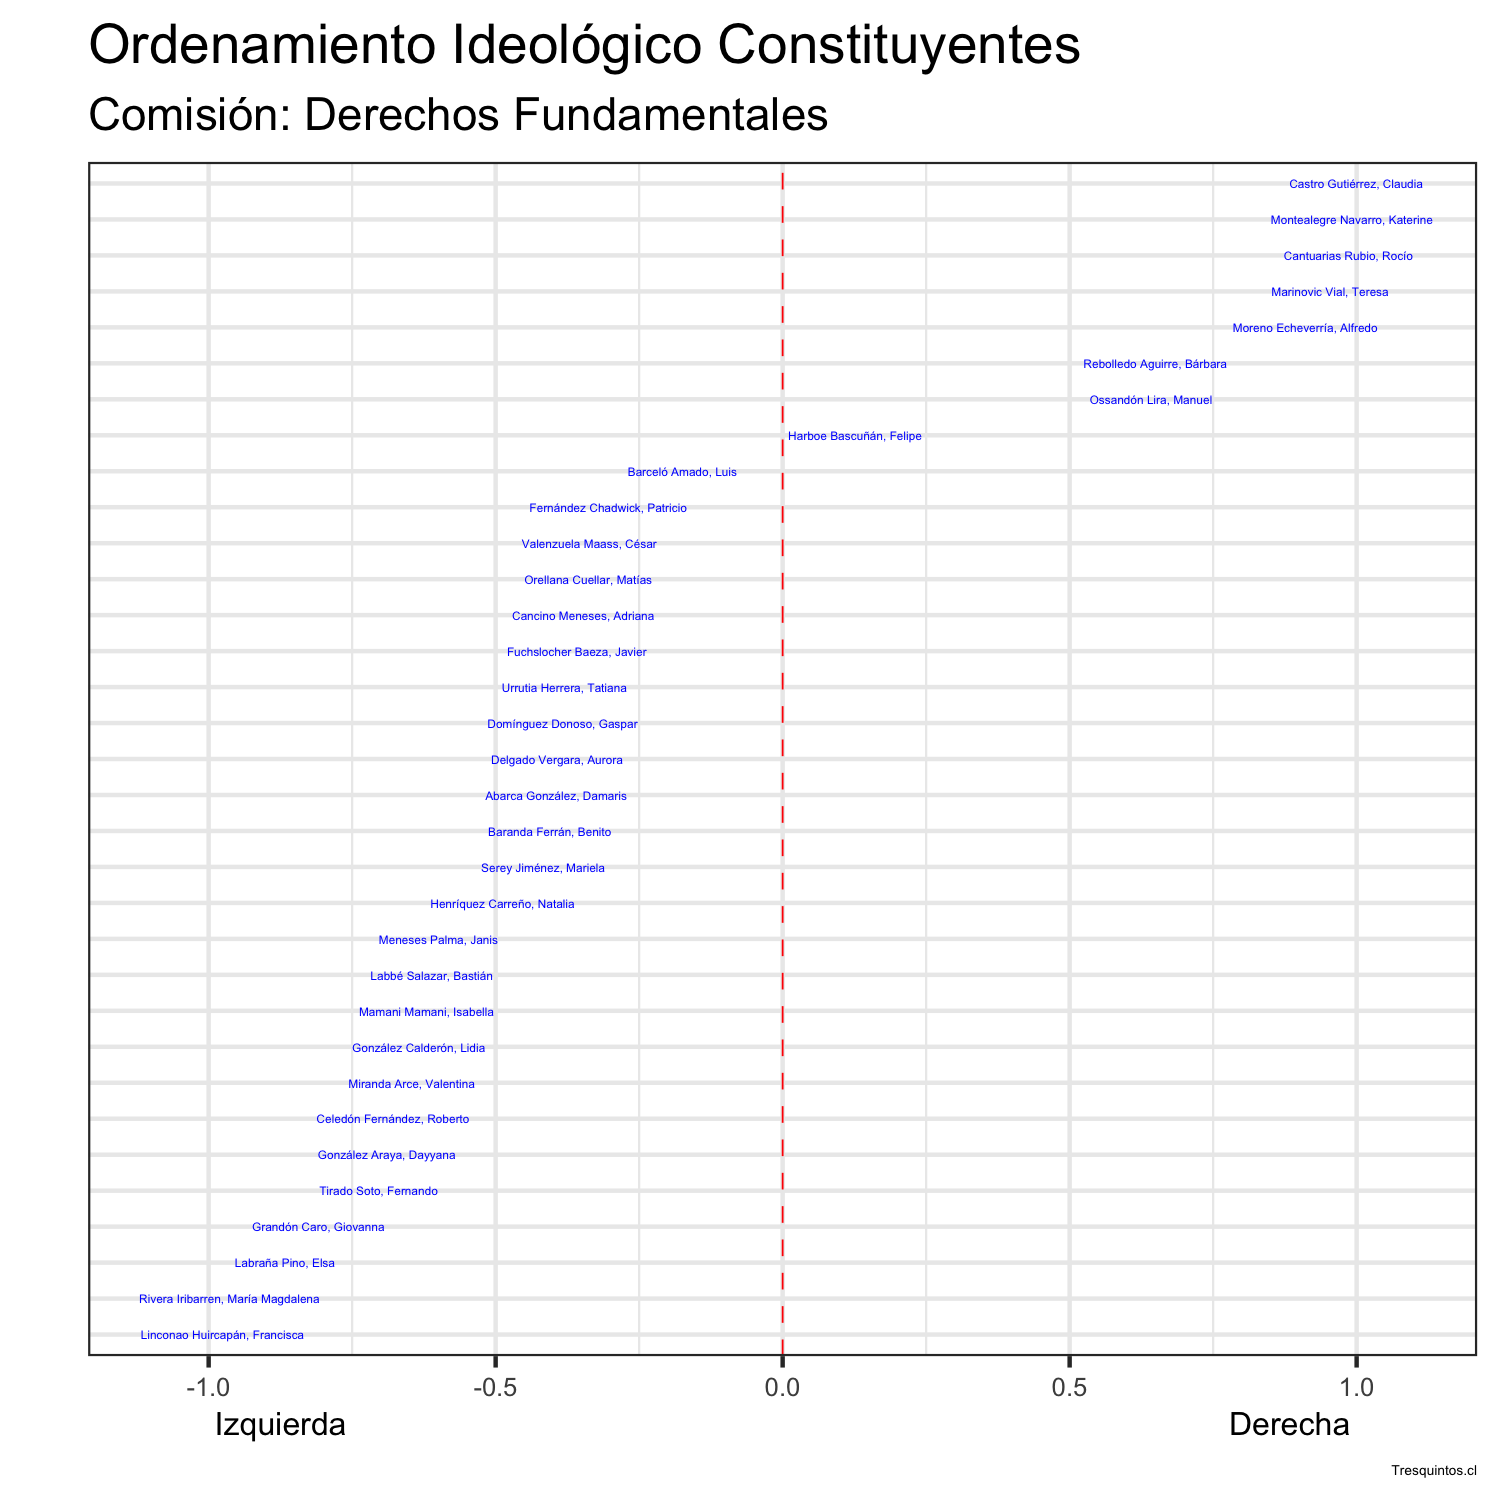 Ordenamiento Ideológico Constituyentes
Comisión: Derechos Fundamentales
Castro Gutiérrez, Claudia
Montealegre Navarro, Katerine
Cantuarias Rubio, Rocío
Marinovic Vial, Teresa
Moreno Echeverría, Alfredo
Rebolledo Aguirre, Bárbara
Ossandón Lira, Manuel
Harboe Bascuñán, Felipe
Barceló Amado, Luis
Fernández Chadwick, Patricio
Valenzuela Maass, César
Orellana Cuellar, Matías
Cancino Meneses, Adriana
Fuchslocher Baeza, Javier
Urrutia Herrera, Tatiana
Domínguez Donoso, Gaspar
Delgado Vergara, Aurora
Abarca González, Damaris
Baranda Ferrán, Benito
Serey Jiménez, Mariela
Henríquez Carreño, Natalia
Meneses Palma, Janis
Labbé Salazar, Bastián
Mamani Mamani, Isabella
González Calderón, Lidia
Miranda Arce, Valentina
Celedón Fernández, Roberto
González Araya, Dayyana
Tirado Soto, Fernando
Grandón Caro, Giovanna
Labraña Pino, Elsa
Rivera Iribarren, María Magdalena
Linconao Huircapán, Francisca
-1.0 -0.5 0.0 0.5 1.0
Izquierda Derecha
Tresquintos.cl